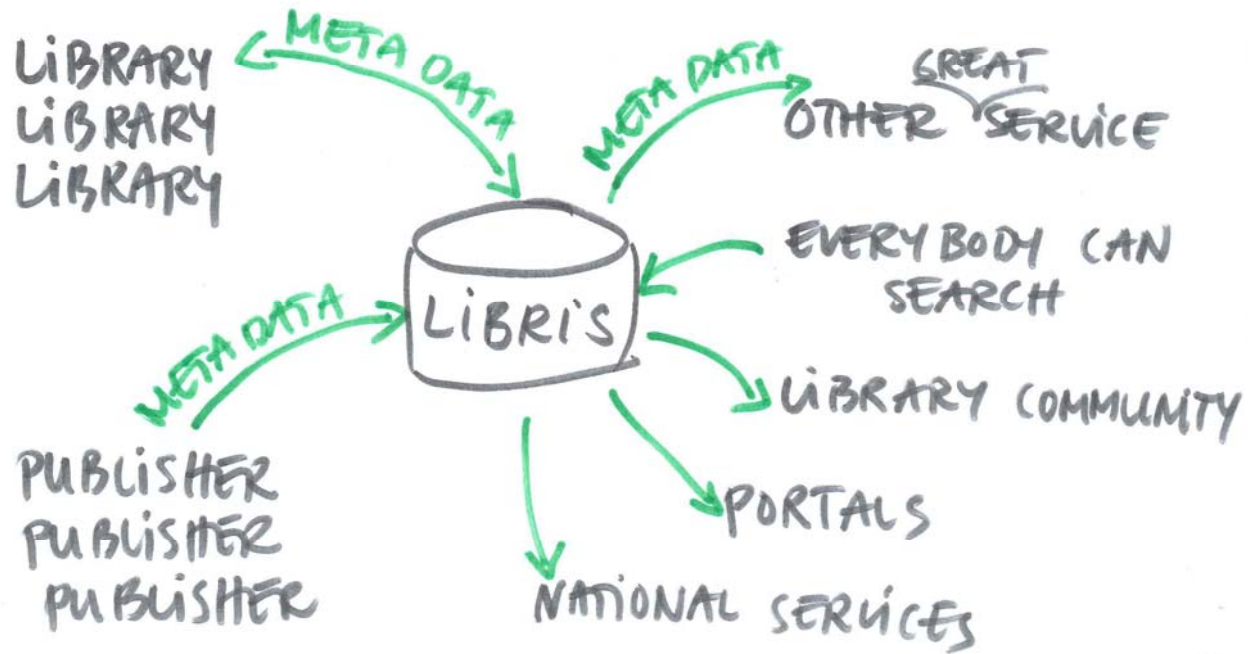 LiBRARY
LiBRARY
LiBRARY
META DATA
META DATA
GREAT
OTHER SERVICE
EVERYBODY CAN
SEARCH
LiBRiS
META DATA
LiBRARY COMMUNITY
PUBLiSHER
PUBLiSHER
PUBLiSHER
PORTALS
NATiONAL SERViCES